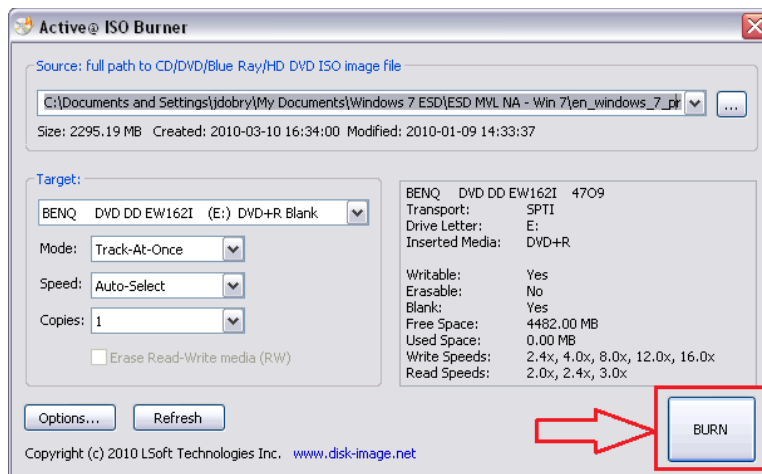 Active@ ISO Burner
Source: full path to CD/DVD/Blue Ray/HD DVD ISO image file
C:\Documents and Settings\jdobry\My Documents\Windows 7 ESD\ESD MVL NA - Win 7\en_windows_7_pr
...
Size: 2295.19 MB Created: 2010-03-10 16:34:00 Modified: 2010-01-09 14:33:37
Target:
BENQ DVD DD EW162I (E:) DVD+R Blank
Mode: Track-At-Once
Speed: Auto-Select
Copies: 1
Erase Read-Write media (RW)
BENQ DVD DD EW162I 47O9
Transport: SPTI
Drive Letter: E:
Inserted Media: DVD+R
Writable: Yes
Erasable: No
Blank: Yes
Free Space: 4482.00 MB
Used Space: 0.00 MB
Write Speeds: 2.4x, 4.0x, 8.0x, 12.0x, 16.0x
Read Speeds: 2.0x, 2.4x, 3.0x
Options... Refresh
BURN
Copyright (c) 2010 LSoft Technologies Inc. www.disk-image.net